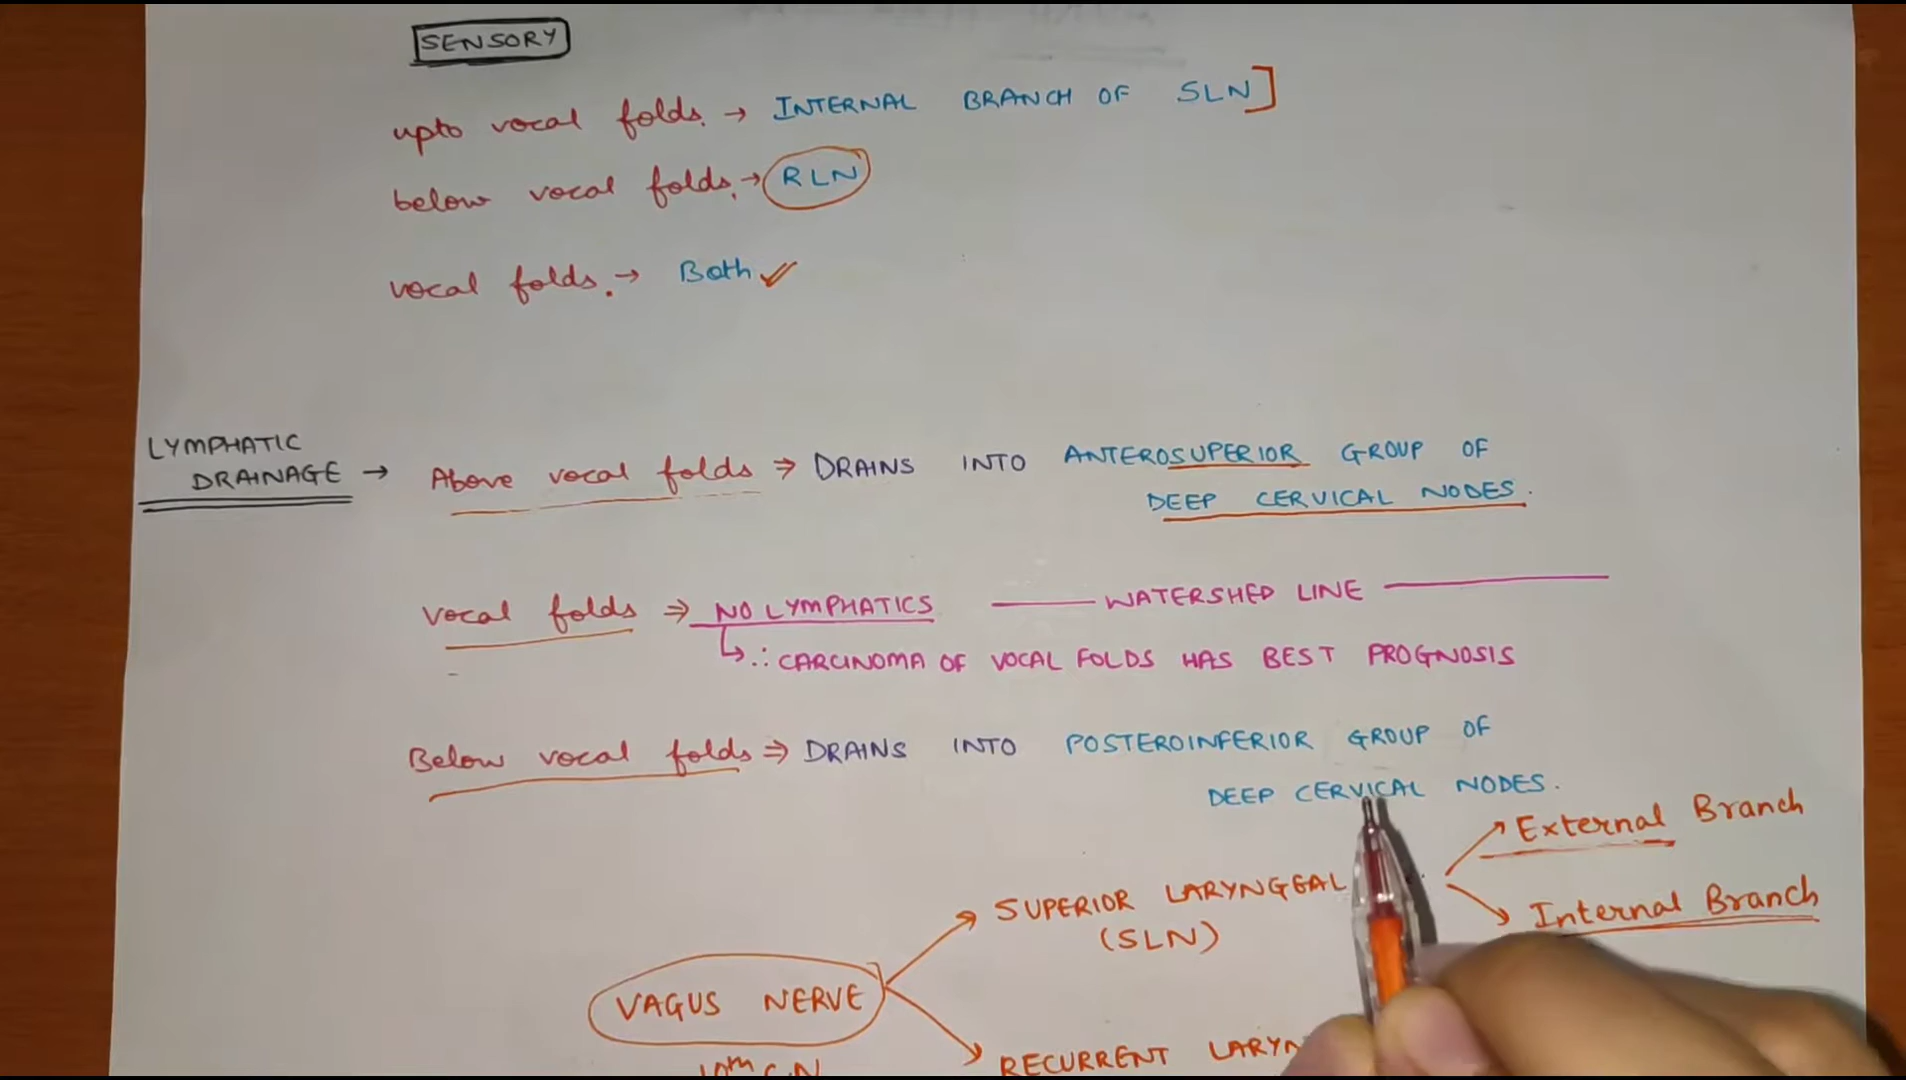 SENSORY
upto vocal folds. → INTERNAL BRANCH OF SLN]
below vocal folds. → RLN
vocal folds. → Both ✓
LYMPHATIC
DRAINAGE → Above vocal folds ⇒ DRAINS INTO ANTEROSUPERIOR GROUP OF
DEEP CERVICAL NODES.
vocal folds ⇒ NO LYMPHATICS — WATERSHED LINE —
↳ ∴ CARCINOMA OF VOCAL FOLDS HAS BEST PROGNOSIS
Below vocal folds ⇒ DRAINS INTO POSTEROINFERIOR GROUP OF
DEEP CERVICAL NODES.
External Branch
SUPERIOR LARYNGEAL
(SLN)
Internal Branch
VAGUS NERVE
RECURRENT